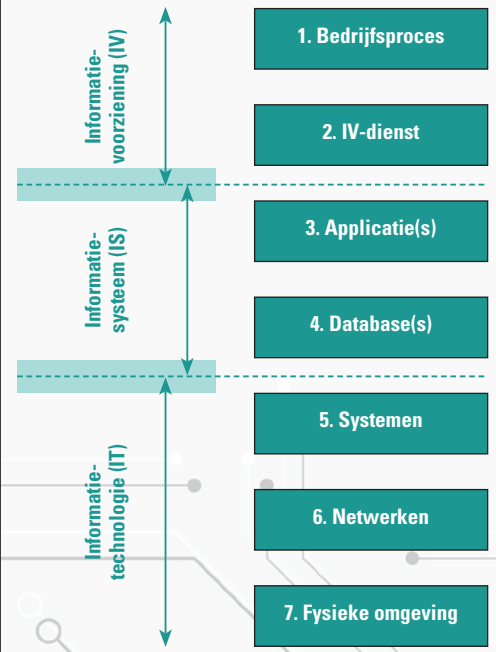 Informatie-
voorziening (IV)
1. Bedrijfsproces
2. IV-dienst
Informatie-
systeem (IS)
3. Applicatie(s)
4. Database(s)
Informatie-
technologie (IT)
5. Systemen
6. Netwerken
7. Fysieke omgeving